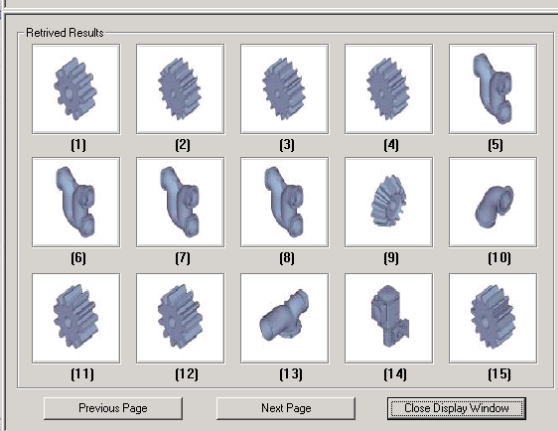 Retrived Results
(1) (2) (3) (4) (5)
(6) (7) (8) (9) (10)
(11) (12) (13) (14) (15)
Previous Page Next Page Close Display Window